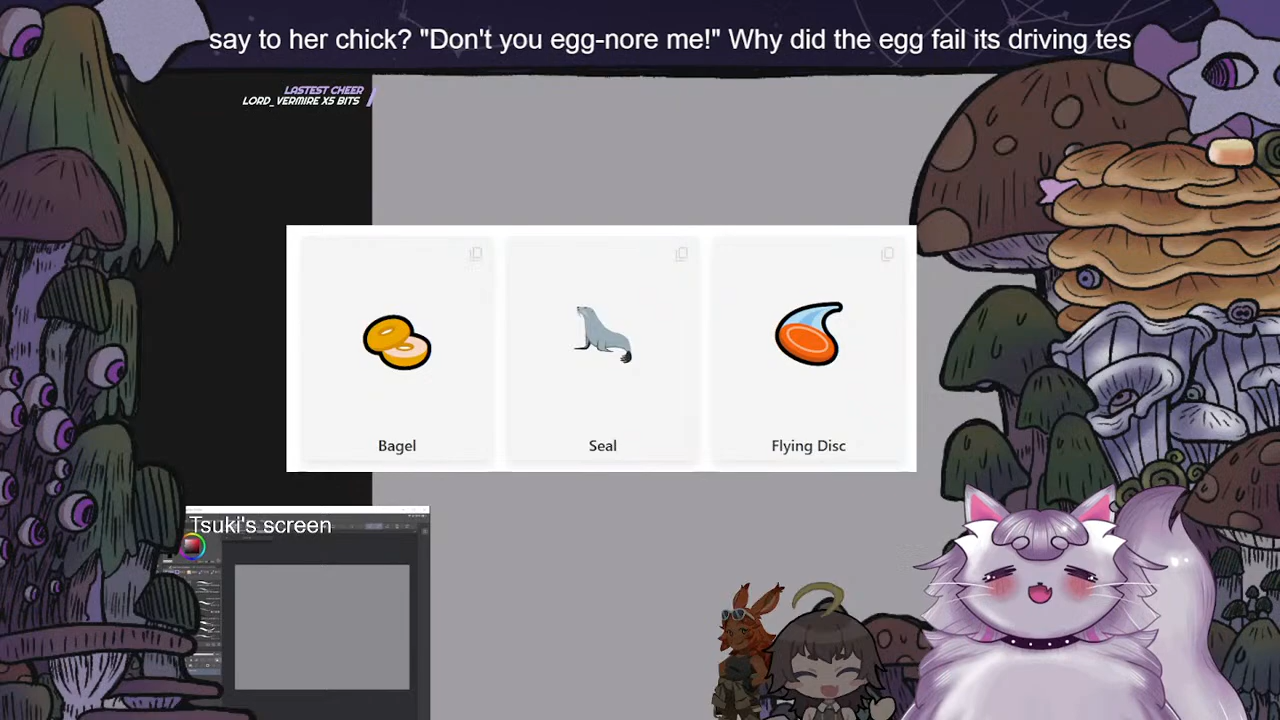 say to her chick? "Don't you egg-nore me!" Why did the egg fail its driving tes
LASTEST CHEER
LORD_VERMIRE X5 BITS
Bagel
Seal
Flying Disc
Tsuki's screen